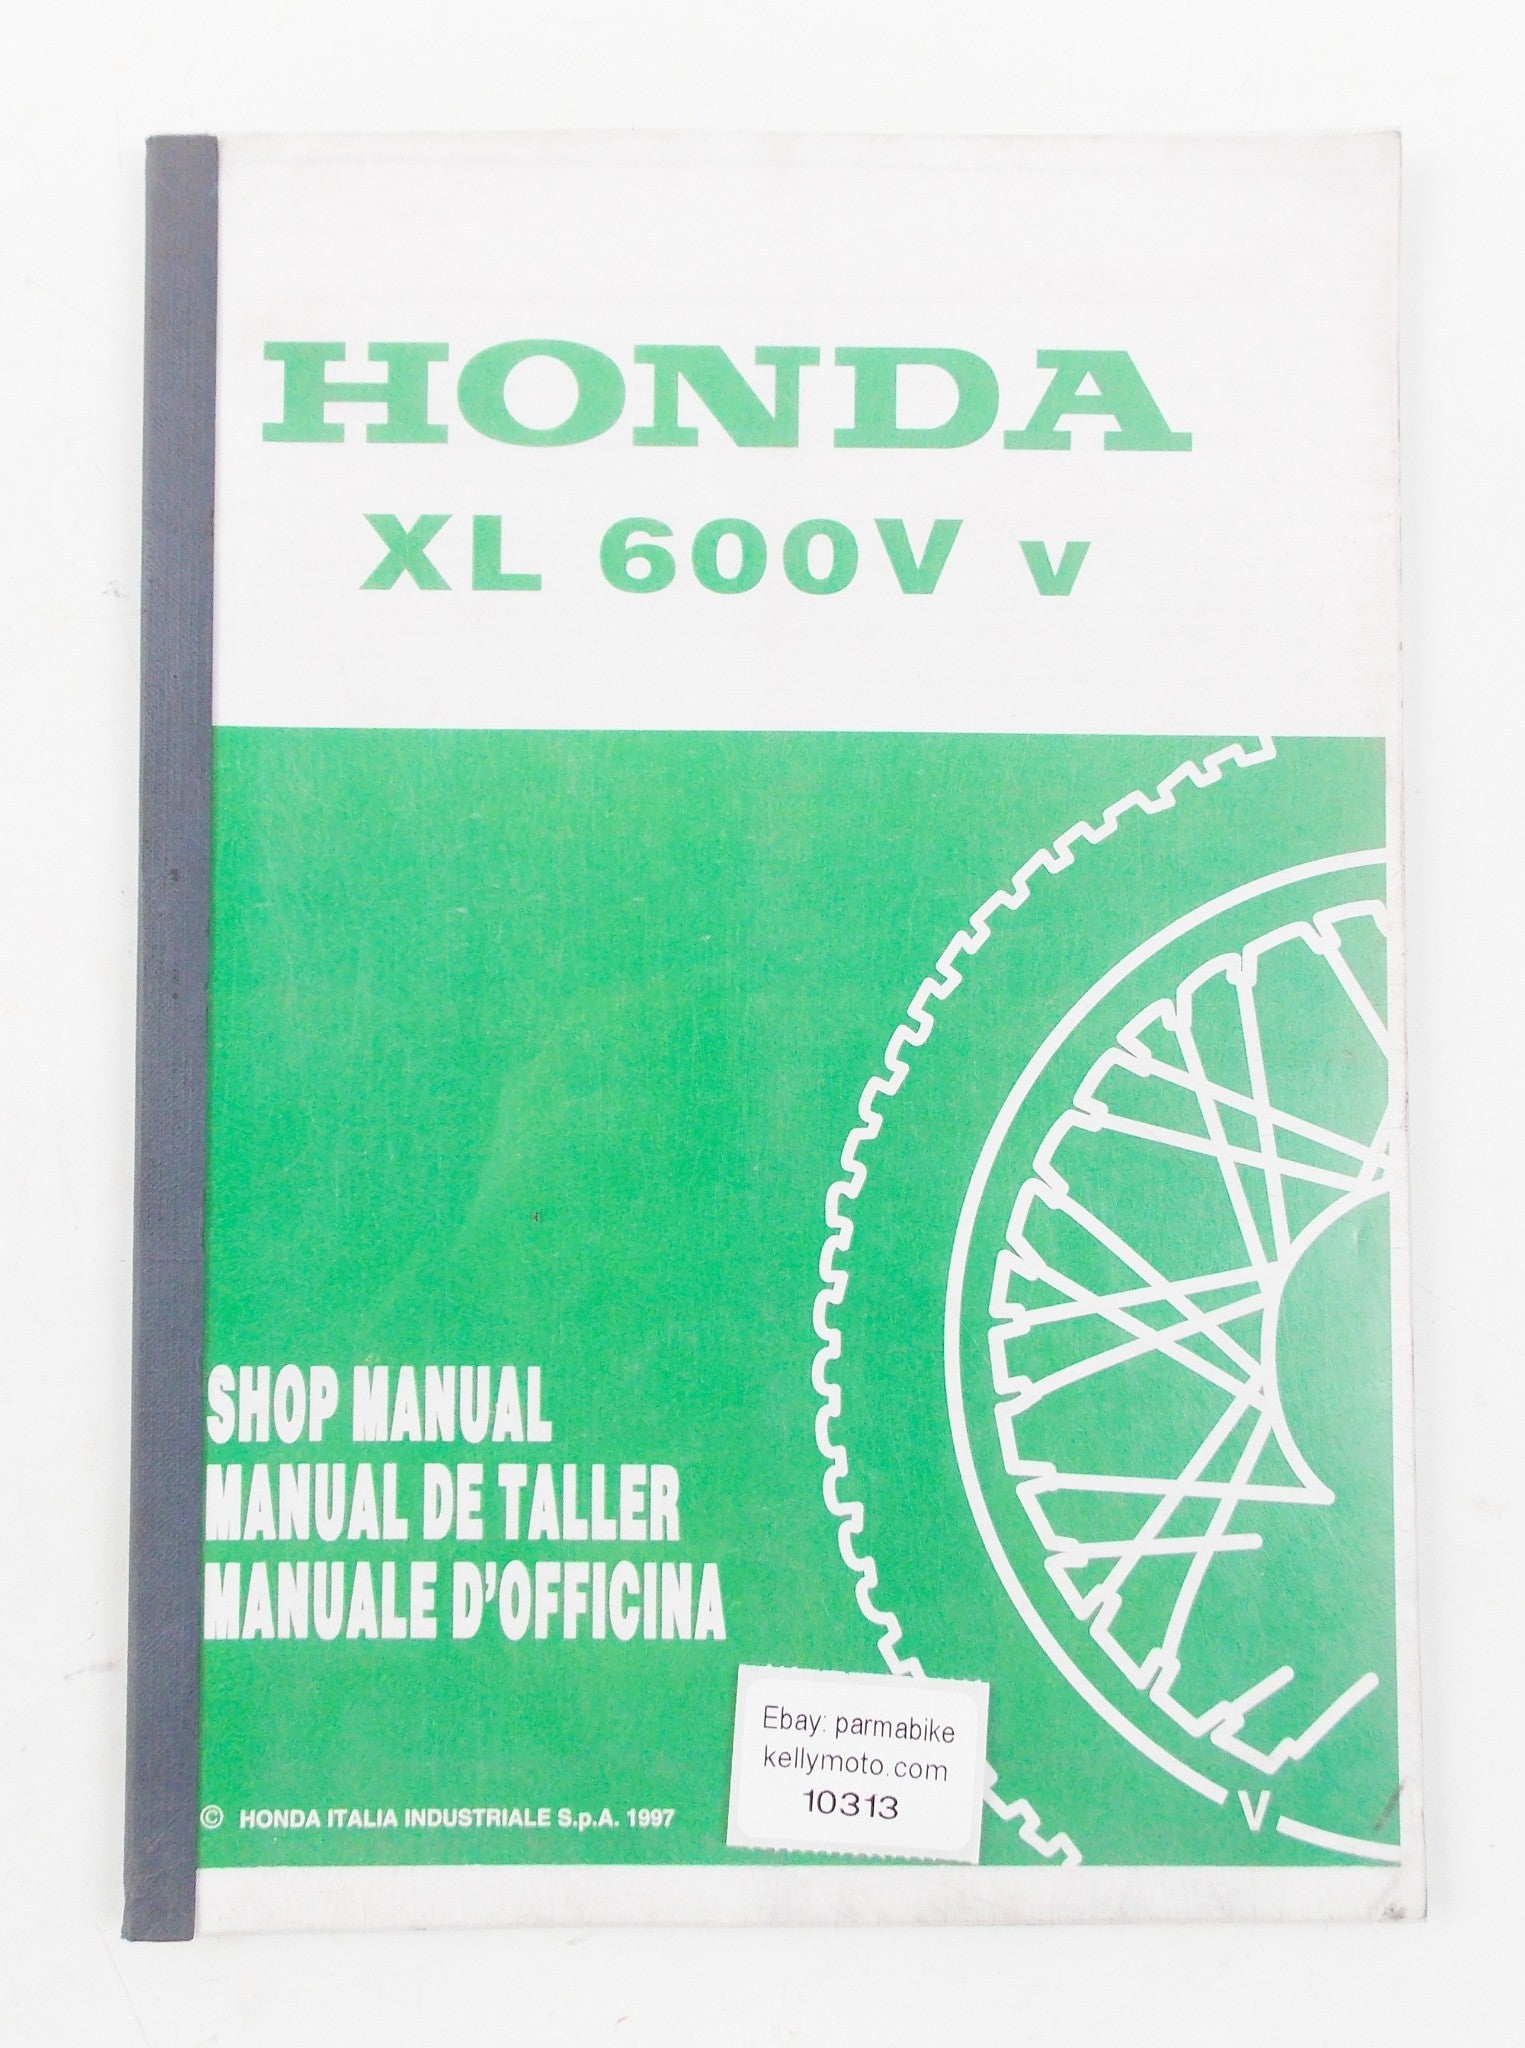 HONDA
XL 600V v
SHOP MANUAL
MANUAL DE TALLER
MANUALE D'OFFICINA
Ebay: parmabike
kellymoto.com
10313
© HONDA ITALIA INDUSTRIALE S.p.A. 1997
V